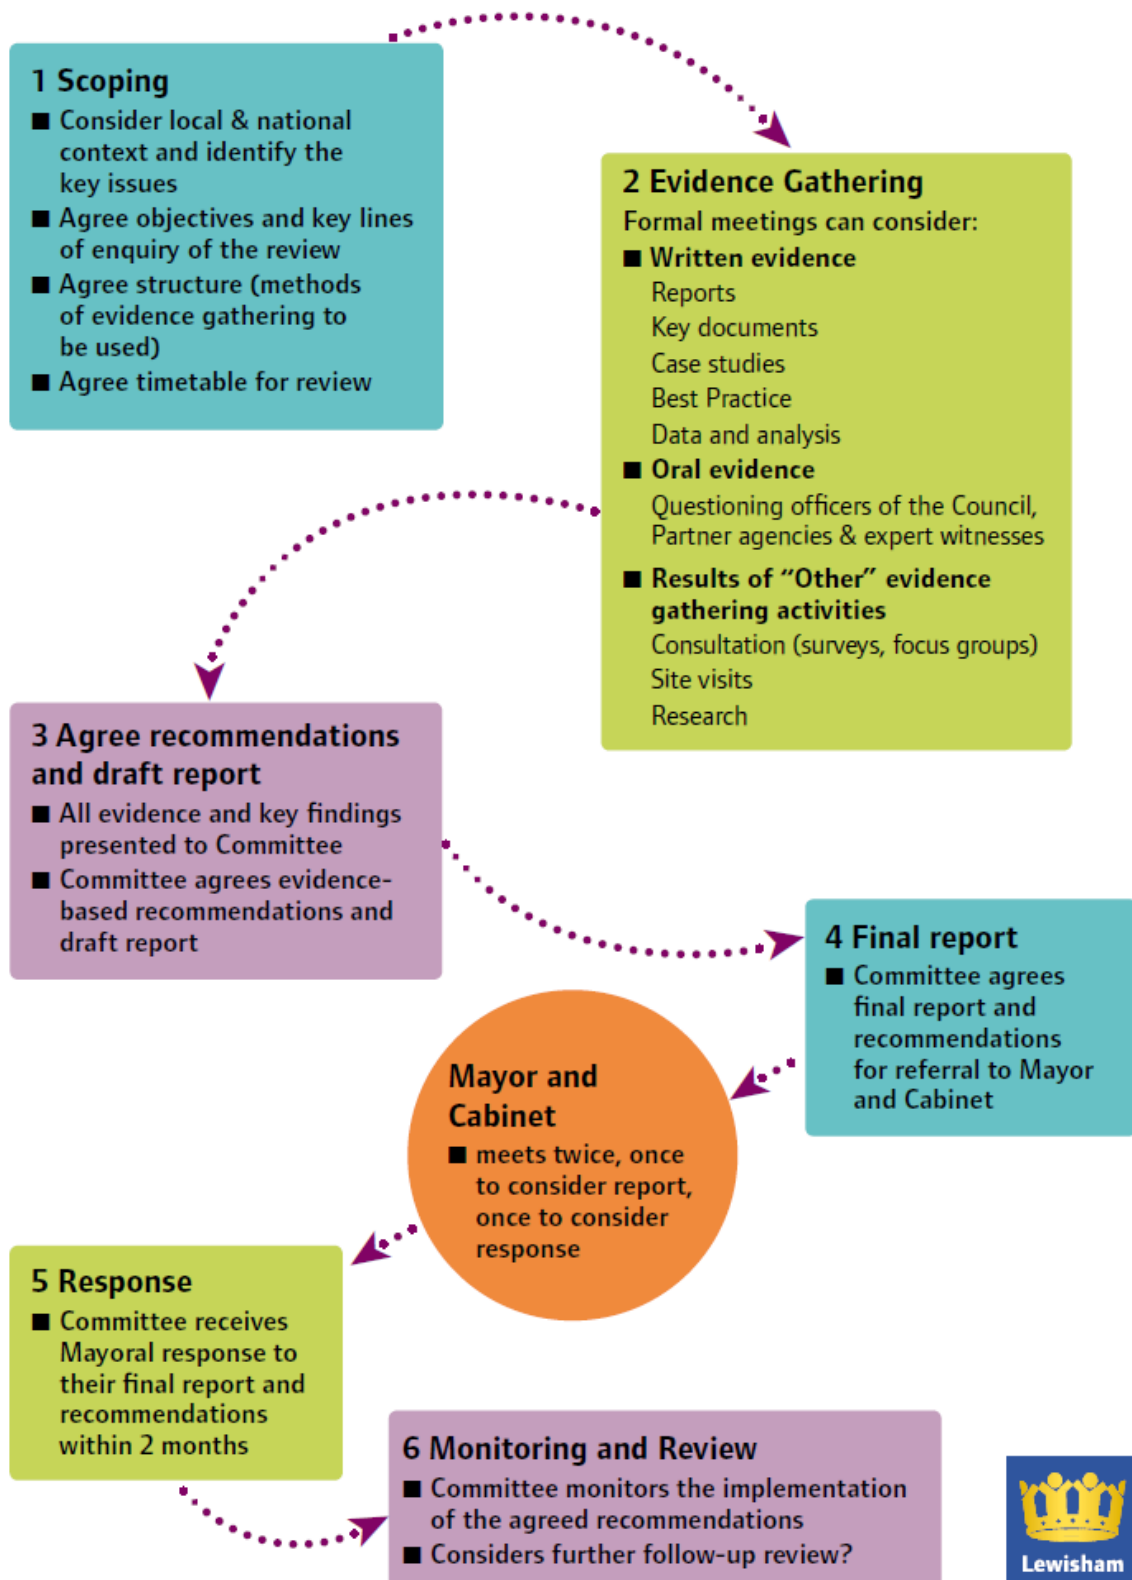 1 Scoping
■ Consider local & national
context and identify the
key issues
■ Agree objectives and key lines
of enquiry of the review
■ Agree structure (methods
of evidence gathering to
be used)
■ Agree timetable for review
2 Evidence Gathering
Formal meetings can consider:
■ Written evidence
Reports
Key documents
Case studies
Best Practice
Data and analysis
■ Oral evidence
Questioning officers of the Council,
Partner agencies & expert witnesses
■ Results of “Other” evidence
gathering activities
Consultation (surveys, focus groups)
Site visits
Research
3 Agree recommendations
and draft report
■ All evidence and key findings
presented to Committee
■ Committee agrees evidence-
based recommendations and
draft report
4 Final report
■ Committee agrees
final report and
recommendations
for referral to Mayor
and Cabinet
Mayor and
Cabinet
■ meets twice, once
to consider report,
once to consider
response
5 Response
■ Committee receives
Mayoral response to
their final report and
recommendations
within 2 months
6 Monitoring and Review
■ Committee monitors the implementation
of the agreed recommendations
■ Considers further follow-up review?
Lewisham